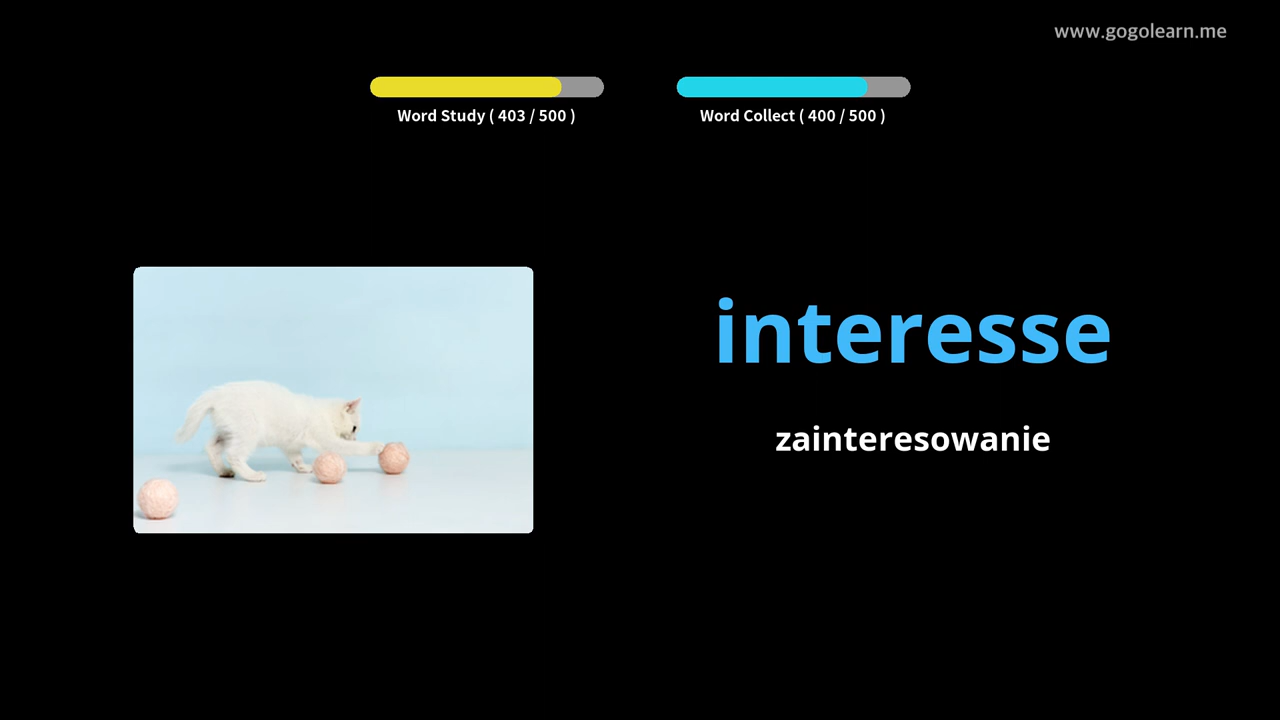 www.gogolearn.me
Word Study ( 403 / 500 )
Word Collect ( 400 / 500 )
interesse
zainteresowanie